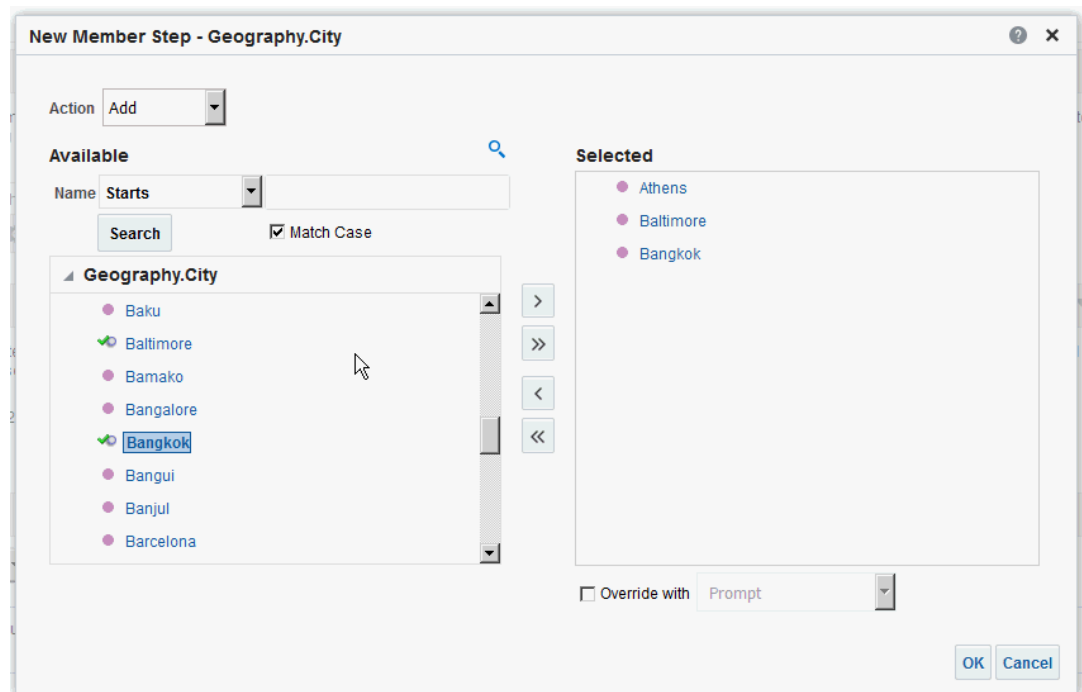 New Member Step - Geography.City
Action Add
Available
Name Starts
Search Match Case
Geography.City
Baku
Baltimore
Bamako
Bangalore
Bangkok
Bangui
Banjul
Barcelona
Selected
Athens
Baltimore
Bangkok
Override with Prompt
OK Cancel